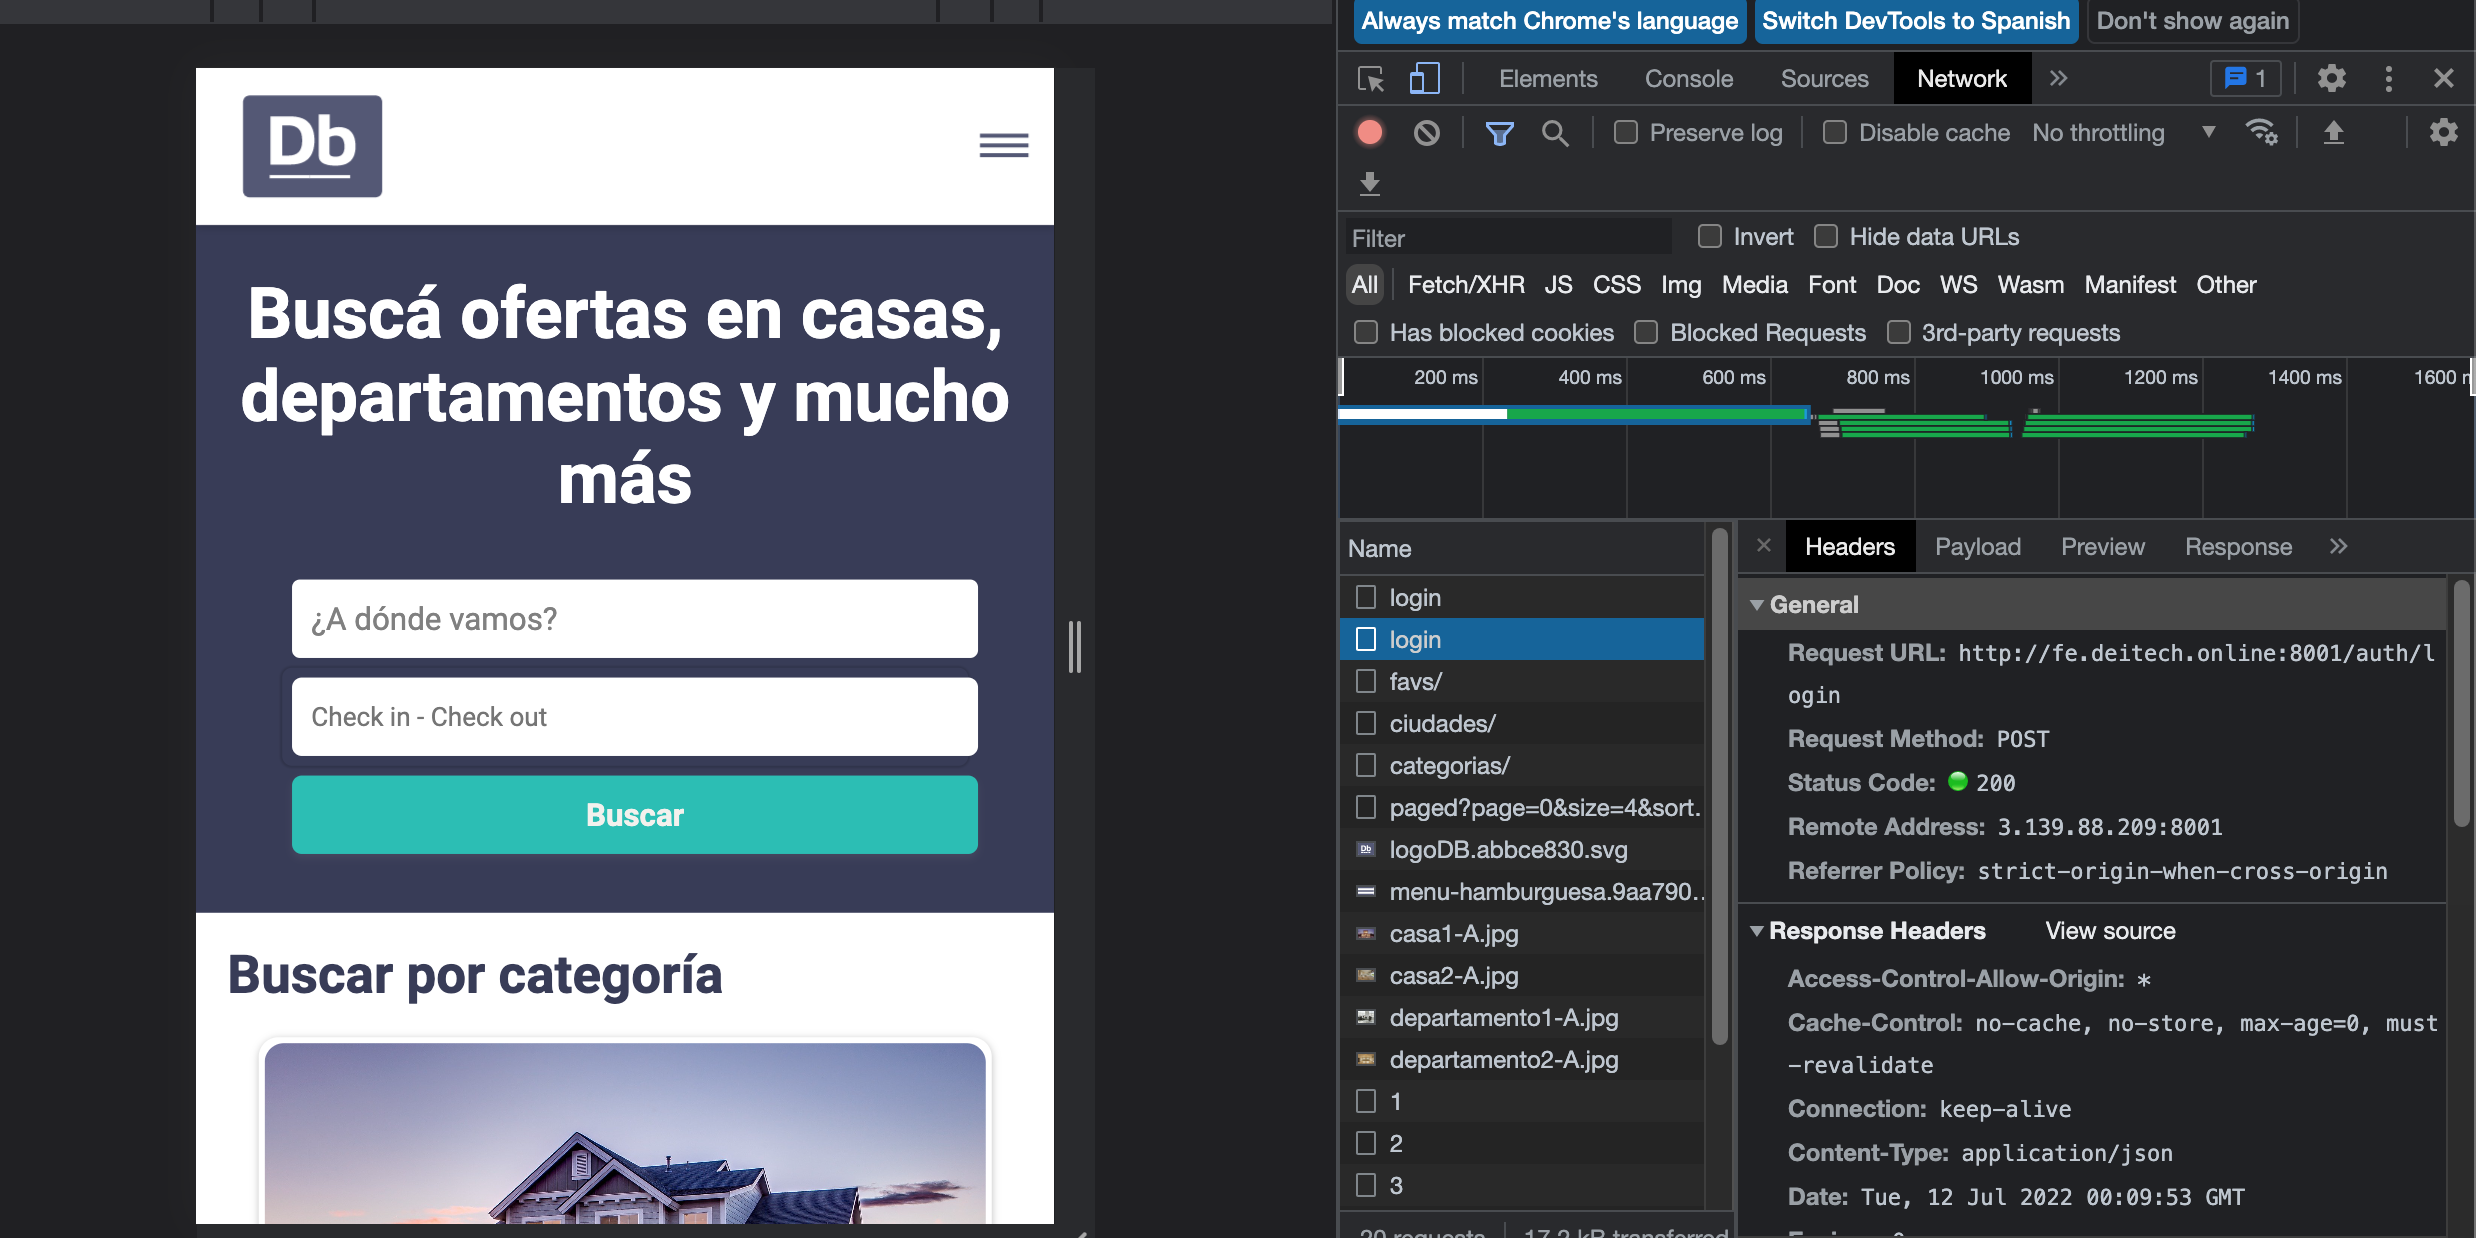 Db
Buscá ofertas en casas,
departamentos y mucho
más
¿A dónde vamos?
Check in - Check out
Buscar
Buscar por categoría
Always match Chrome's language
Switch DevTools to Spanish
Don't show again
Elements
Console
Sources
Network
1
Preserve log
Disable cache
No throttling
Filter
Invert
Hide data URLs
All
Fetch/XHR
JS
CSS
Img
Media
Font
Doc
WS
Wasm
Manifest
Other
Has blocked cookies
Blocked Requests
3rd-party requests
200 ms
400 ms
600 ms
800 ms
1000 ms
1200 ms
1400 ms
1600 m
Name
login
login
favs/
ciudades/
categorias/
paged?page=0&size=4&sort.
logoDB.abbce830.svg
menu-hamburguesa.9aa790..
casa1-A.jpg
casa2-A.jpg
departamento1-A.jpg
departamento2-A.jpg
1
2
3
20 requests
17.2 kB transferred
Headers
Payload
Preview
Response
General
Request URL: http://fe.deitech.online:8001/auth/l
ogin
Request Method: POST
Status Code: 200
Remote Address: 3.139.88.209:8001
Referrer Policy: strict-origin-when-cross-origin
Response Headers
View source
Access-Control-Allow-Origin: *
Cache-Control: no-cache, no-store, max-age=0, must
-revalidate
Connection: keep-alive
Content-Type: application/json
Date: Tue, 12 Jul 2022 00:09:53 GMT